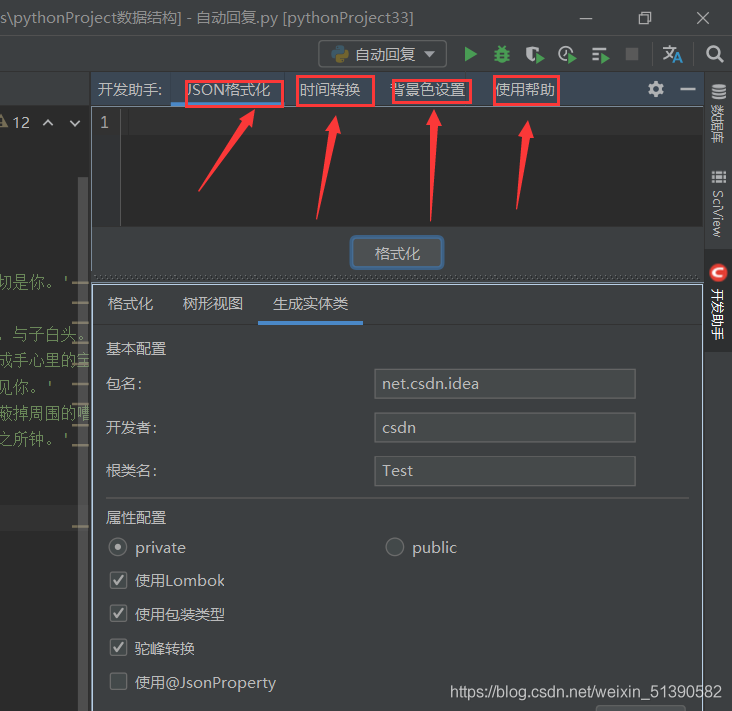 s\pythonProject数据结构] - 自动回复.py [pythonProject33]
自动回复
开发助手: JSON格式化 时间转换 背景色设置 使用帮助
12
1
数据库
SciView
开发助手
格式化
切是你。'
，与子白头。
成手心里的宝
见你。'
蔽掉周围的嘈
之所钟。'
格式化 树形视图 生成实体类
基本配置
包名: net.csdn.idea
开发者: csdn
根类名: Test
属性配置
private public
使用Lombok
使用包装类型
驼峰转换
使用@JsonProperty
https://blog.csdn.net/weixin_51390582